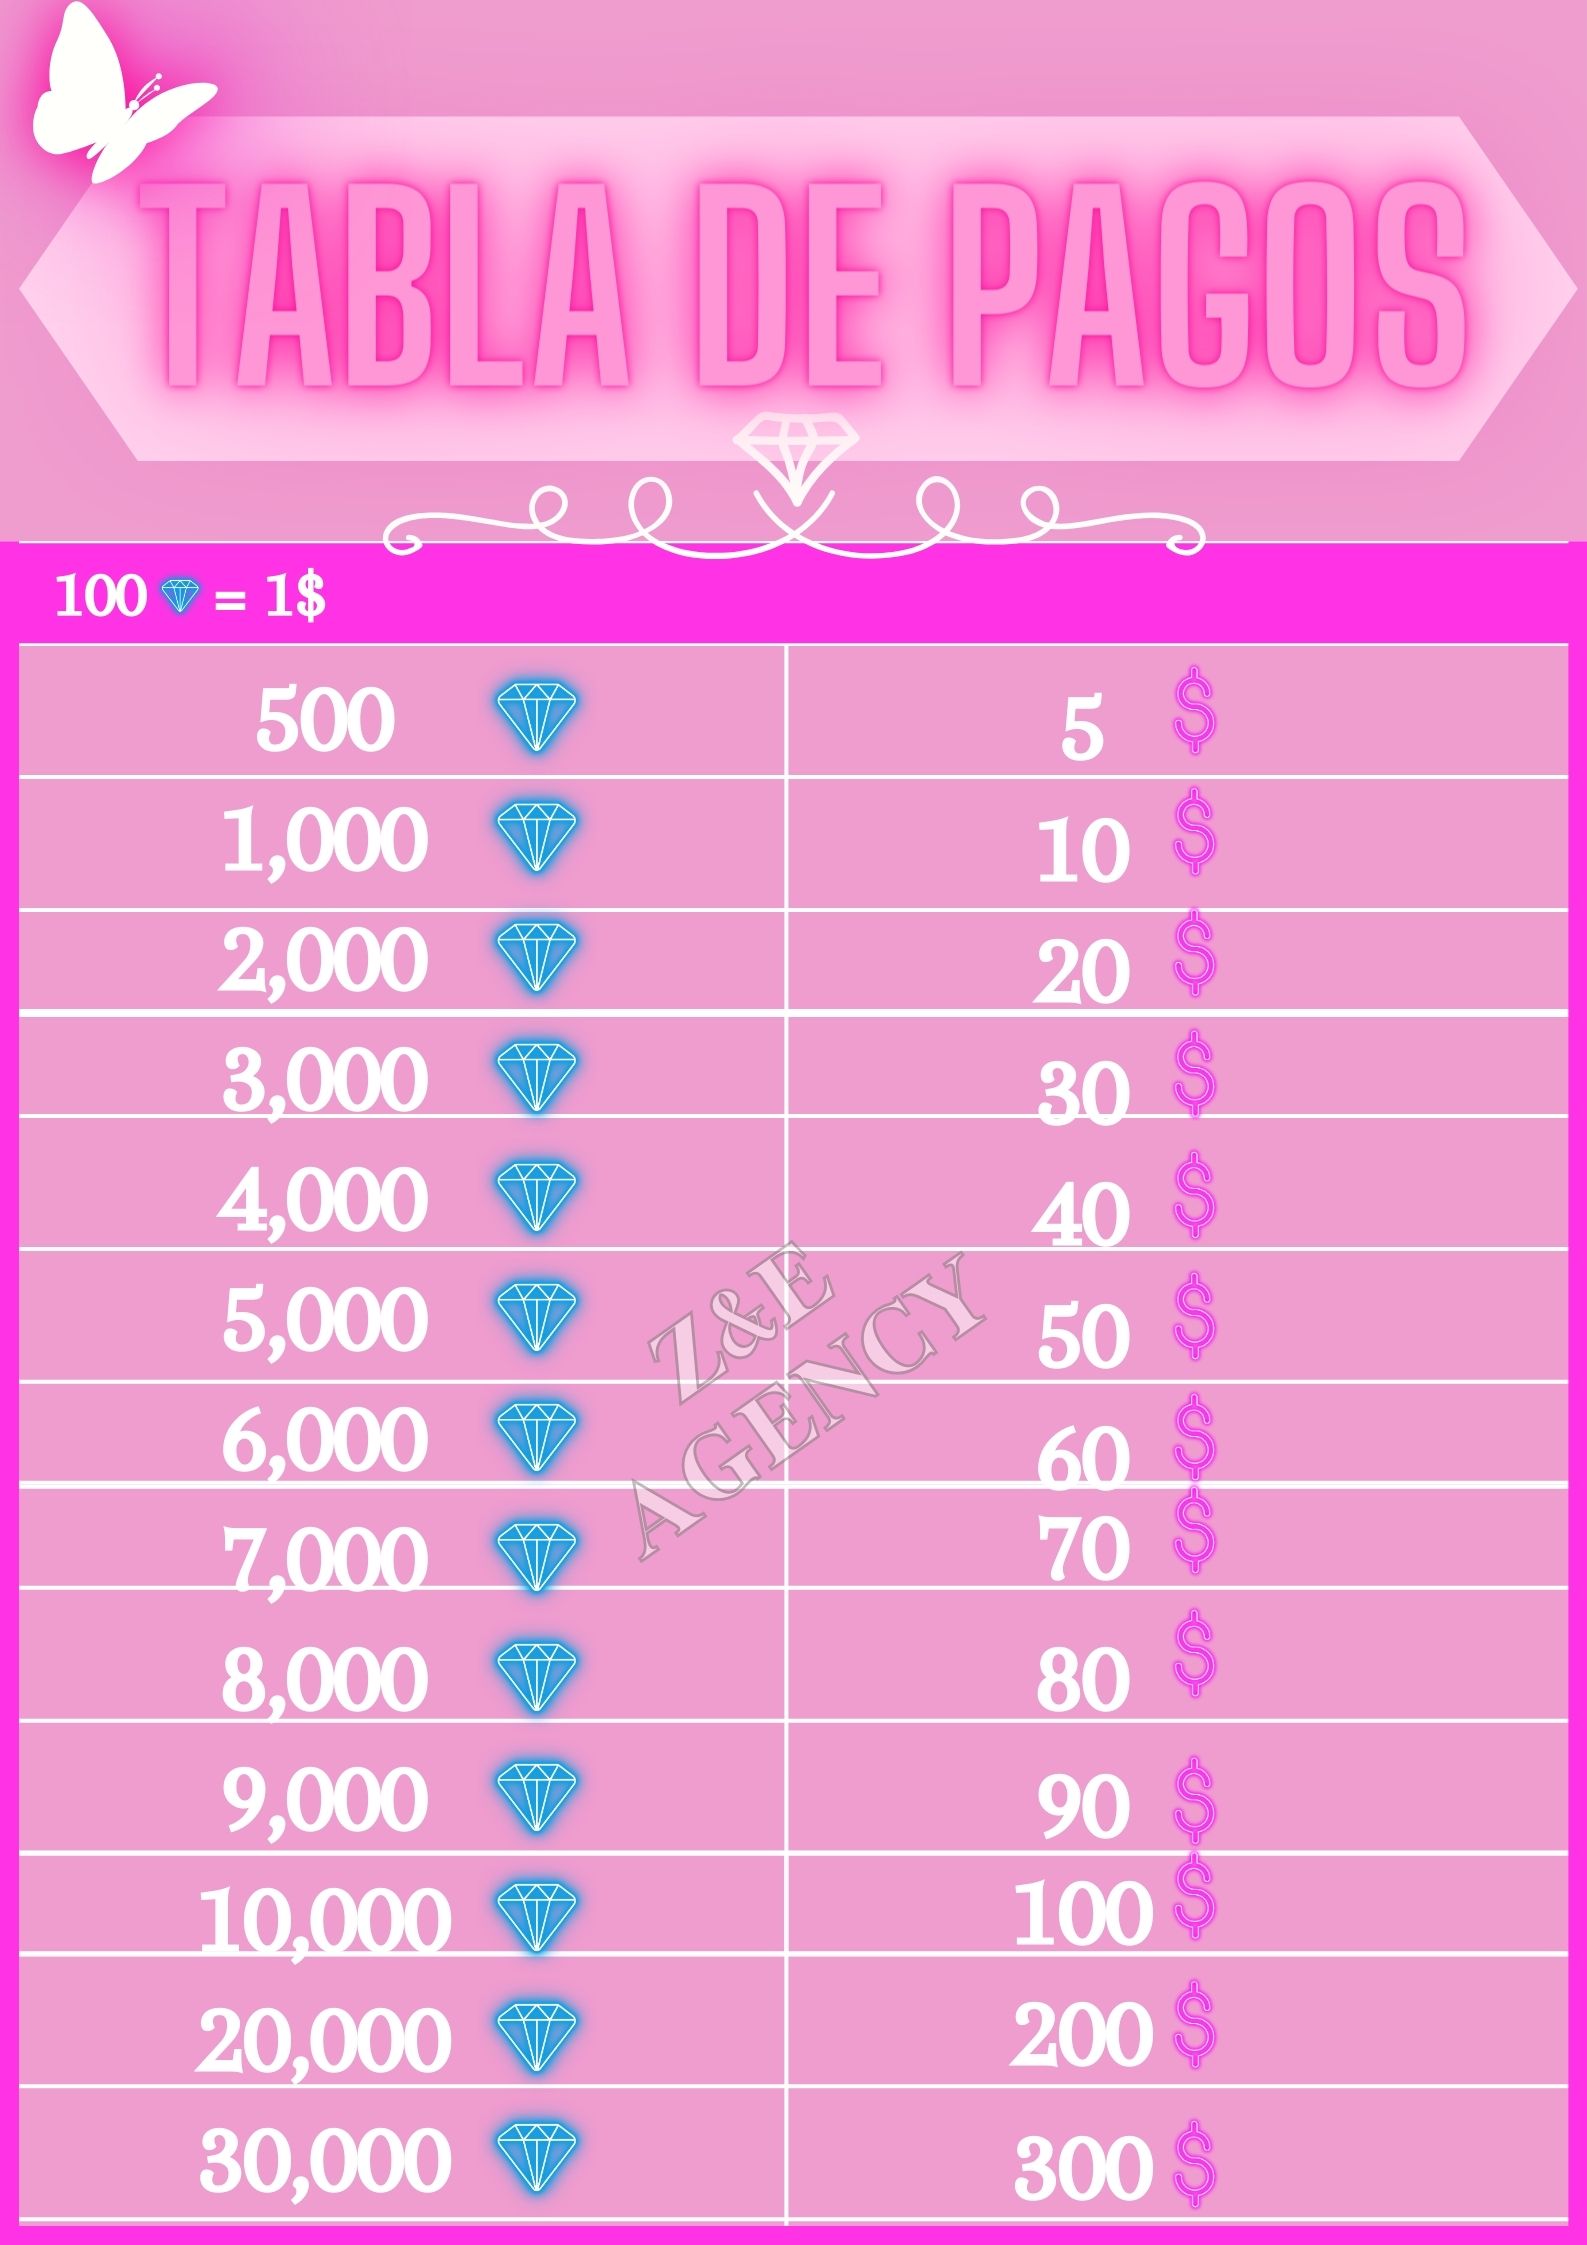 TABLA DE PAGOS
100 = 1$
500 5 $
1,000 10 $
2,000 20 $
3,000 30 $
4,000 40 $
5,000 50 $
6,000 60 $
7,000 70 $
8,000 80 $
9,000 90 $
10,000 100 $
20,000 200 $
30,000 300 $
Z&E
AGENCY